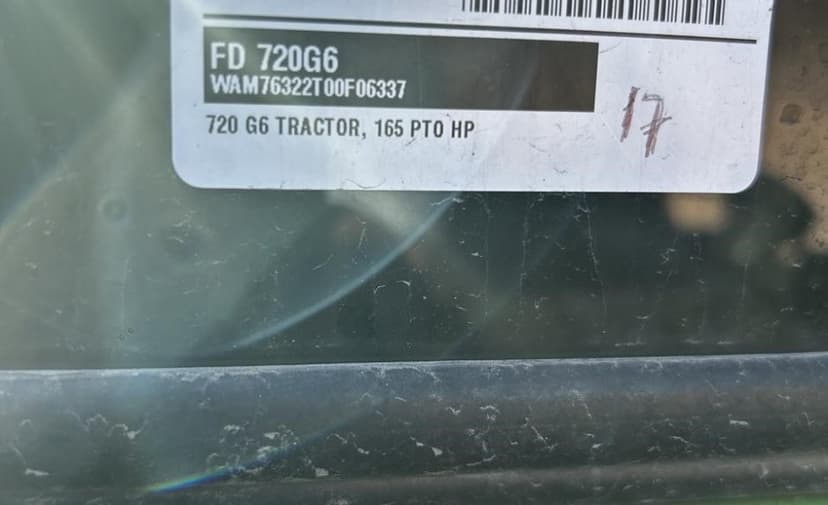 FD 720G6
WAM76322T00F06337
720 G6 TRACTOR, 165 PTO HP
17